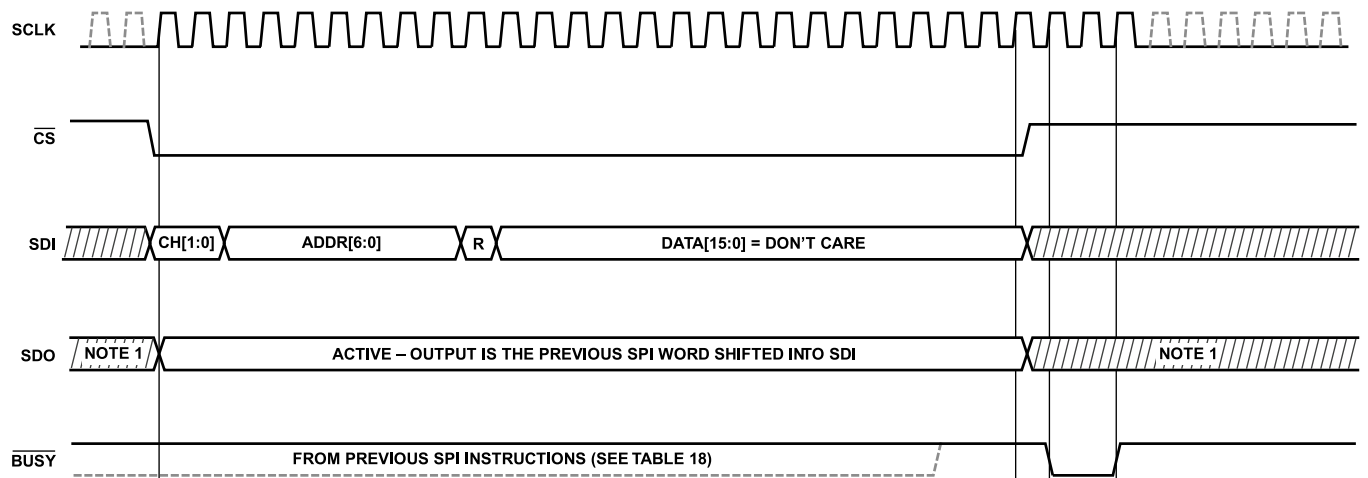 SCLK
CS
SDI CH[1:0] ADDR[6:0] R DATA[15:0] = DON'T CARE
SDO NOTE 1 ACTIVE – OUTPUT IS THE PREVIOUS SPI WORD SHIFTED INTO SDI NOTE 1
BUSY FROM PREVIOUS SPI INSTRUCTIONS (SEE TABLE 18)